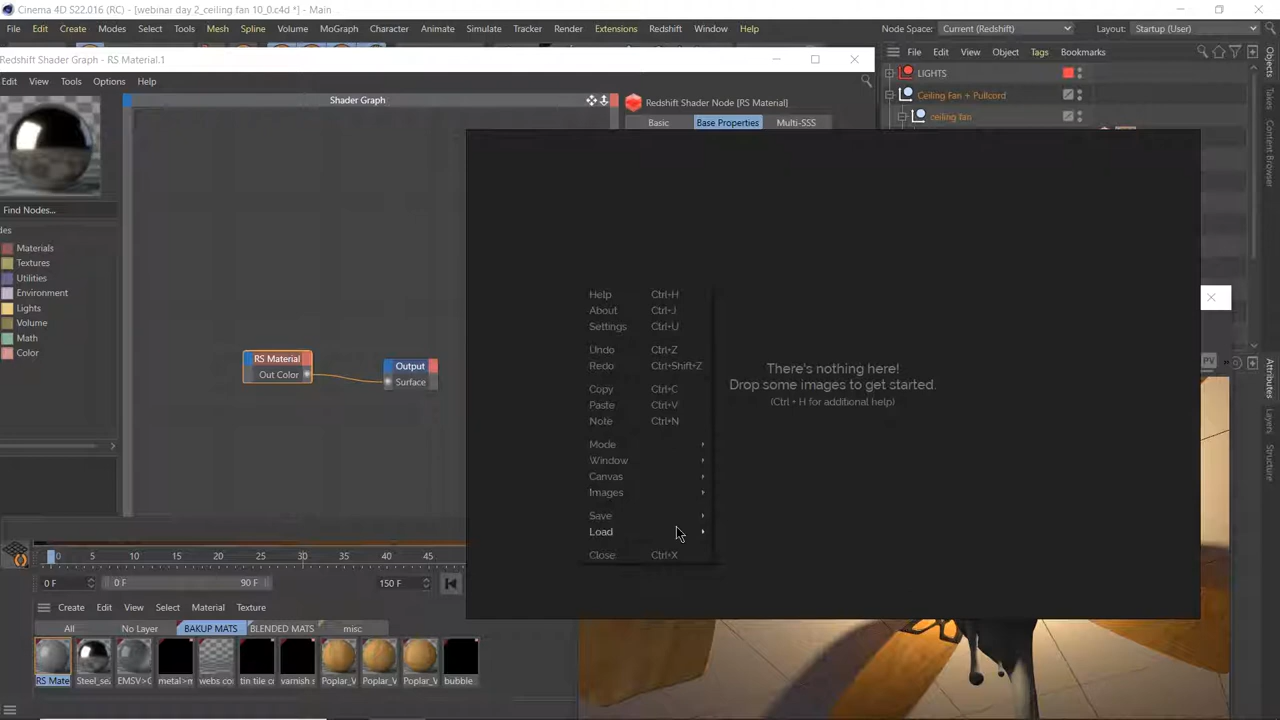 Cinema 4D S22.016 (RC) - [webinar day 2_ceiling fan 10_0.c4d *] - Main
File Edit Create Modes Select Tools Mesh Spline Volume MoGraph Character Animate Simulate Tracker Render Extensions Redshift Window Help
Node Space: Current (Redshift) Layout: Startup (User)
Redshift Shader Graph - RS Material.1
File Edit View Object Tags Bookmarks
Edit View Tools Options Help
LIGHTS
Ceiling Fan + Pullcord
ceiling fan
Shader Graph
Redshift Shader Node [RS Material]
Basic Base Properties Multi-SSS
Objects
Takes
Content Browser
Attributes
Structure
Find Nodes...
Materials
Textures
Utilities
Environment
Lights
Volume
Math
Color
RS Material
Out Color
Output
Surface
Help Ctrl+H
About Ctrl+J
Settings Ctrl+U
Undo Ctrl+Z
Redo Ctrl+Shift+Z
Copy Ctrl+C
Paste Ctrl+V
Note Ctrl+N
Mode
Window
Canvas
Images
Save
Load
Close Ctrl+X
There's nothing here!
Drop some images to get started.
(Ctrl + H for additional help)
PV
0 5 10 15 20 25 30 35 40 45
0 F 0 F 90 F 150 F
Create Edit View Select Material Texture
All No Layer BAKUP MATS BLENDED MATS misc
RS Mate Steel_se EMSV>C metal>m webs co tin tile c varnish s Poplar_V Poplar_V Poplar_V bubble